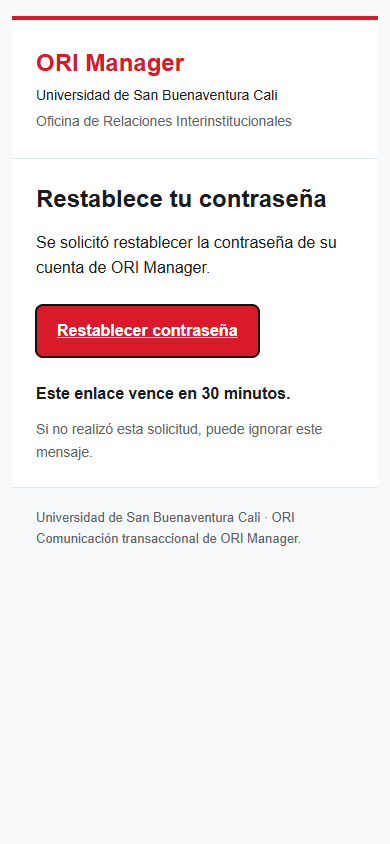 ORI Manager
Universidad de San Buenaventura Cali
Oficina de Relaciones Interinstitucionales
Restablece tu contraseña
Se solicitó restablecer la contraseña de su
cuenta de ORI Manager.
Restablecer contraseña
Este enlace vence en 30 minutos.
Si no realizó esta solicitud, puede ignorar este
mensaje.
Universidad de San Buenaventura Cali · ORI
Comunicación transaccional de ORI Manager.